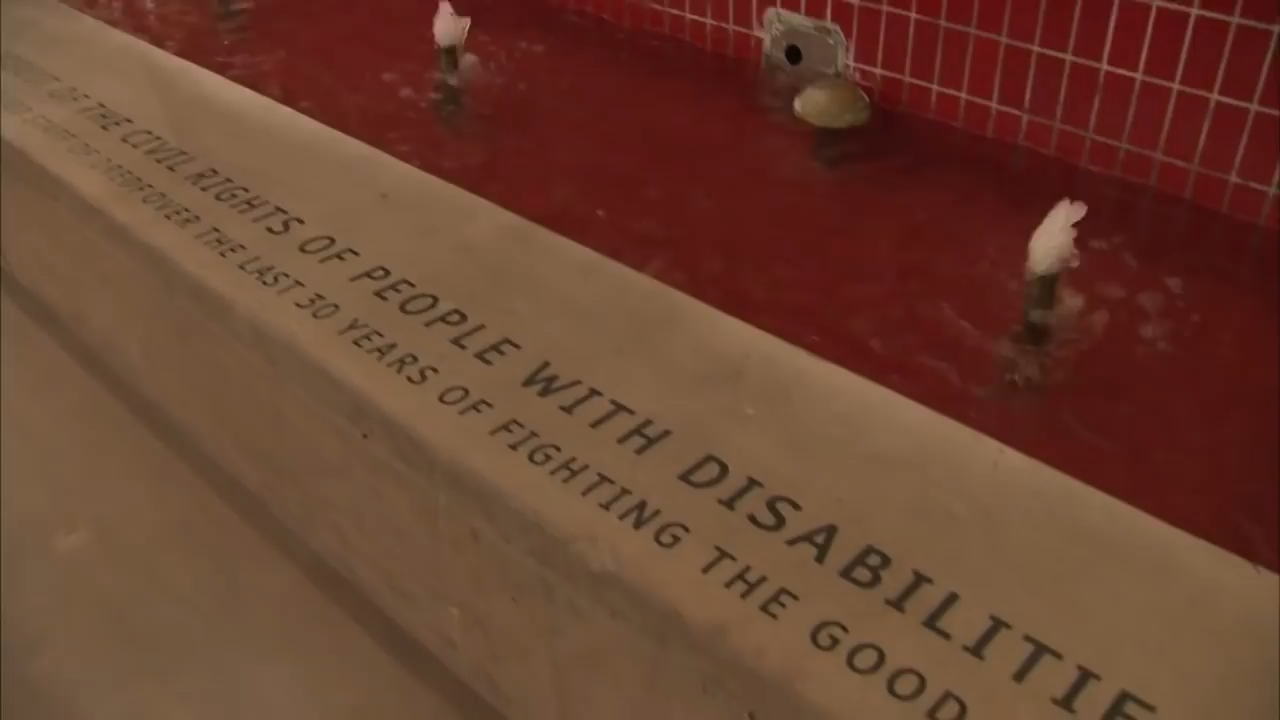 OF THE CIVIL RIGHTS OF PEOPLE WITH DISABILITIE
OVER THE LAST 30 YEARS OF FIGHTING THE GOOD